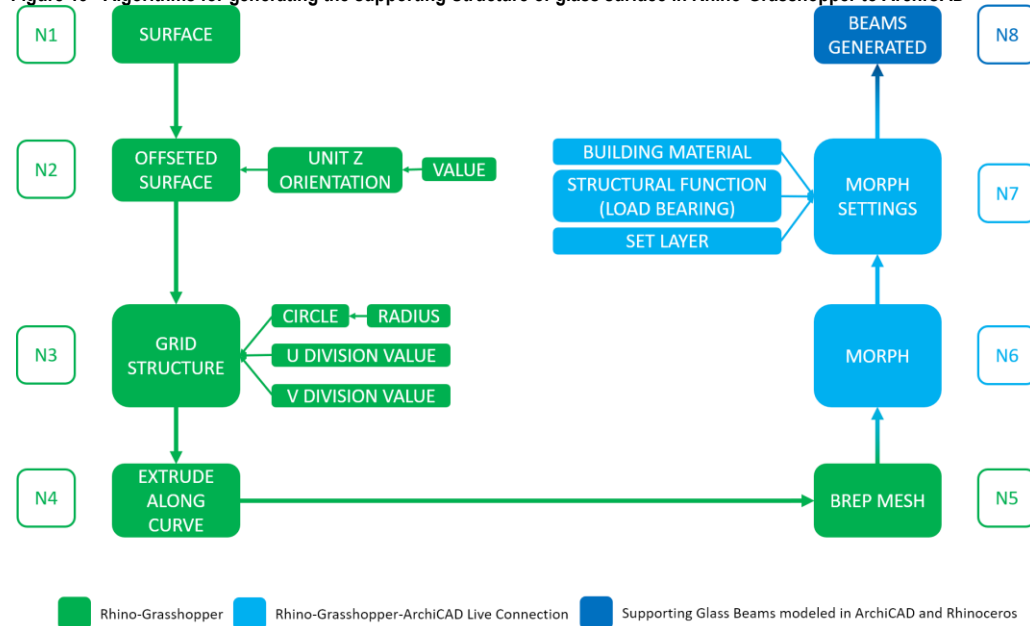 N1
SURFACE
N2
OFFSETED
SURFACE
UNIT Z
ORIENTATION
VALUE
N3
GRID
STRUCTURE
CIRCLE
RADIUS
U DIVISION VALUE
V DIVISION VALUE
N4
EXTRUDE
ALONG
CURVE
BREP MESH
N5
MORPH
N6
BUILDING MATERIAL
STRUCTURAL FUNCTION
(LOAD BEARING)
SET LAYER
MORPH
SETTINGS
N7
BEAMS
GENERATED
N8
Rhino-Grasshopper
Rhino-Grasshopper-ArchiCAD Live Connection
Supporting Glass Beams modeled in ArchiCAD and Rhinoceros